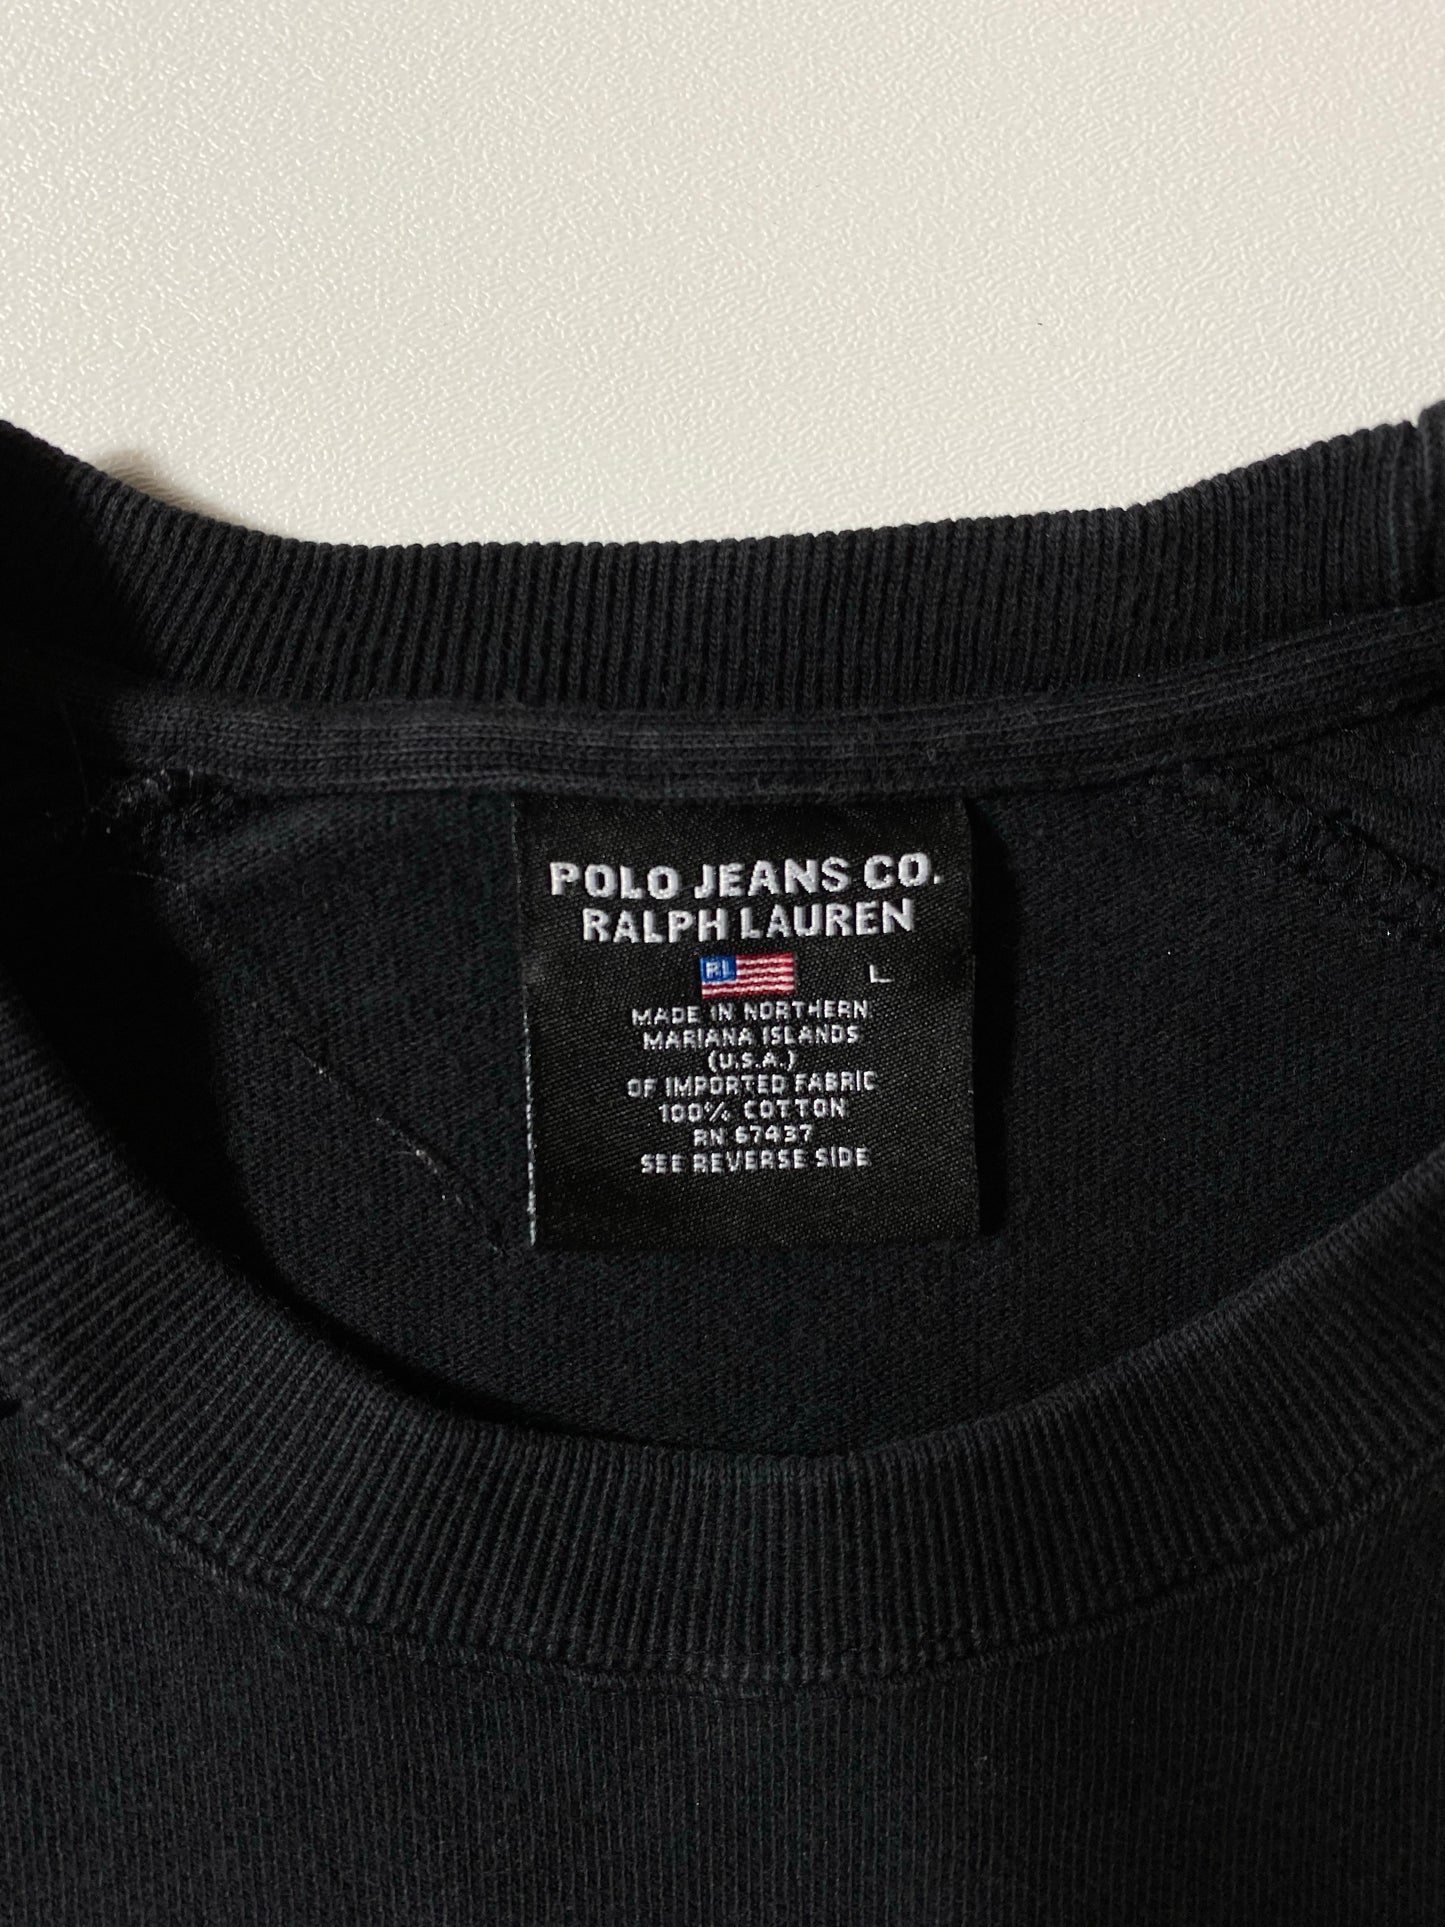 POLO JEANS CO.
RALPH LAUREN
RL L
MADE IN NORTHERN
MARIANA ISLANDS
(U.S.A.)
OF IMPORTED FABRIC
100% COTTON
RN 67437
SEE REVERSE SIDE